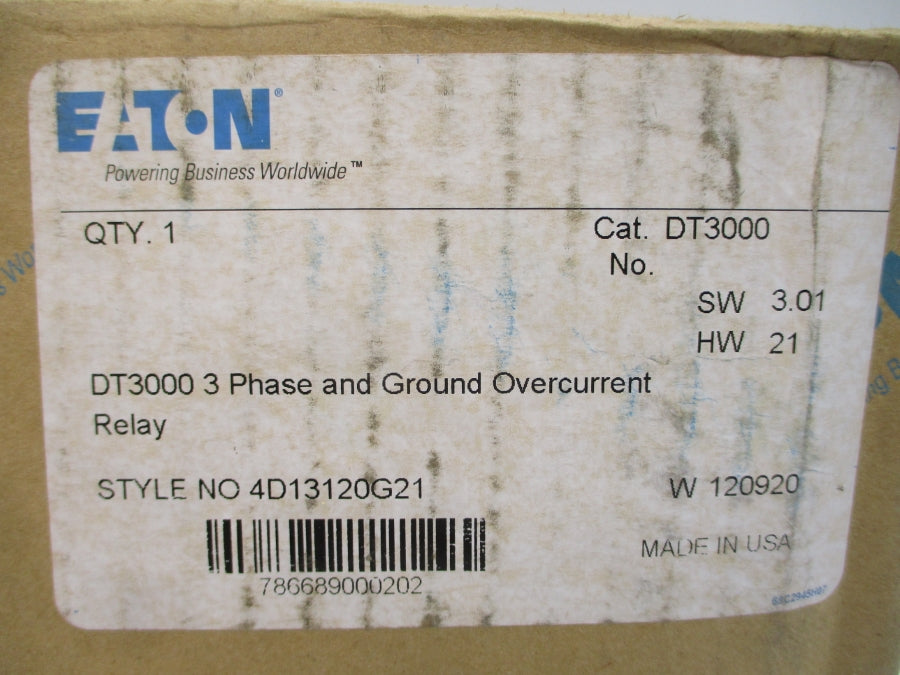 EATON®
Powering Business Worldwide™
QTY. 1
Cat. DT3000
No.
SW 3.01
HW 21
DT3000 3 Phase and Ground Overcurrent
Relay
STYLE NO 4D13120G21
W 120920
MADE IN USA
786689000202